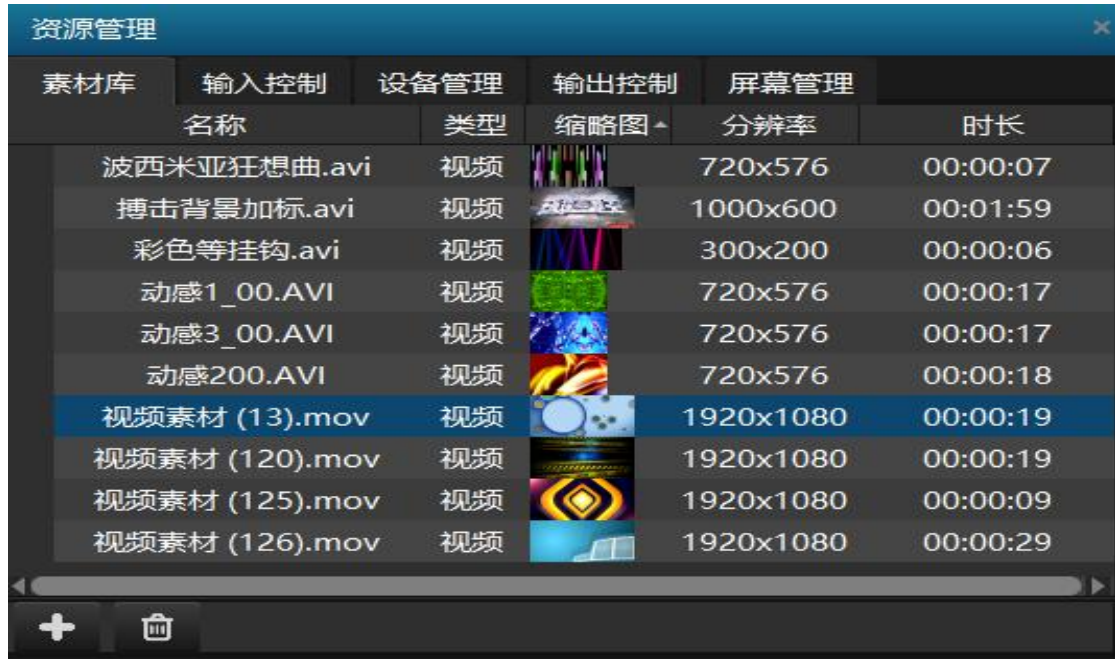 资源管理
素材库 输入控制 设备管理 输出控制 屏幕管理
名称 类型 缩略图 分辨率 时长
波西米亚狂想曲.avi 视频 720x576 00:00:07
搏击背景加标.avi 视频 1000x600 00:01:59
彩色等挂钩.avi 视频 300x200 00:00:06
动感1_00.AVI 视频 720x576 00:00:17
动感3_00.AVI 视频 720x576 00:00:17
动感200.AVI 视频 720x576 00:00:18
视频素材 (13).mov 视频 1920x1080 00:00:19
视频素材 (120).mov 视频 1920x1080 00:00:19
视频素材 (125).mov 视频 1920x1080 00:00:09
视频素材 (126).mov 视频 1920x1080 00:00:29